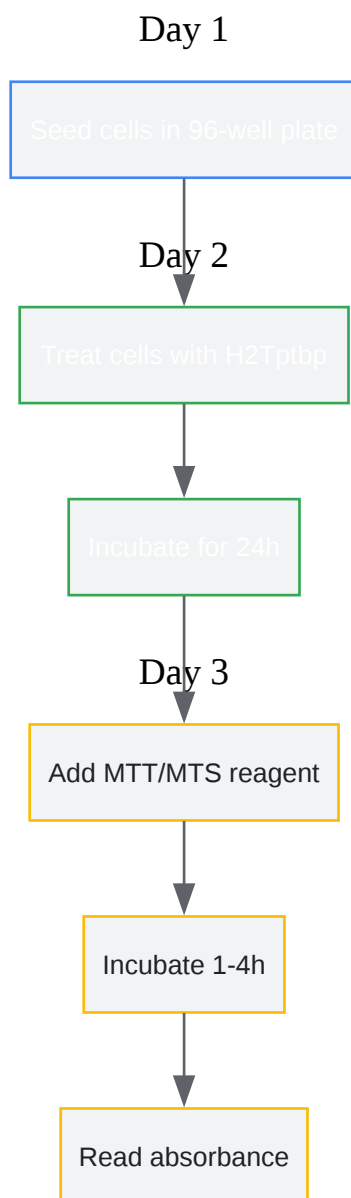 Day 1
Seed cells in 96-well plate
Day 2
Treat cells with H2Tptbp
Incubate for 24h
Day 3
Add MTT/MTS reagent
Incubate 1-4h
Read absorbance